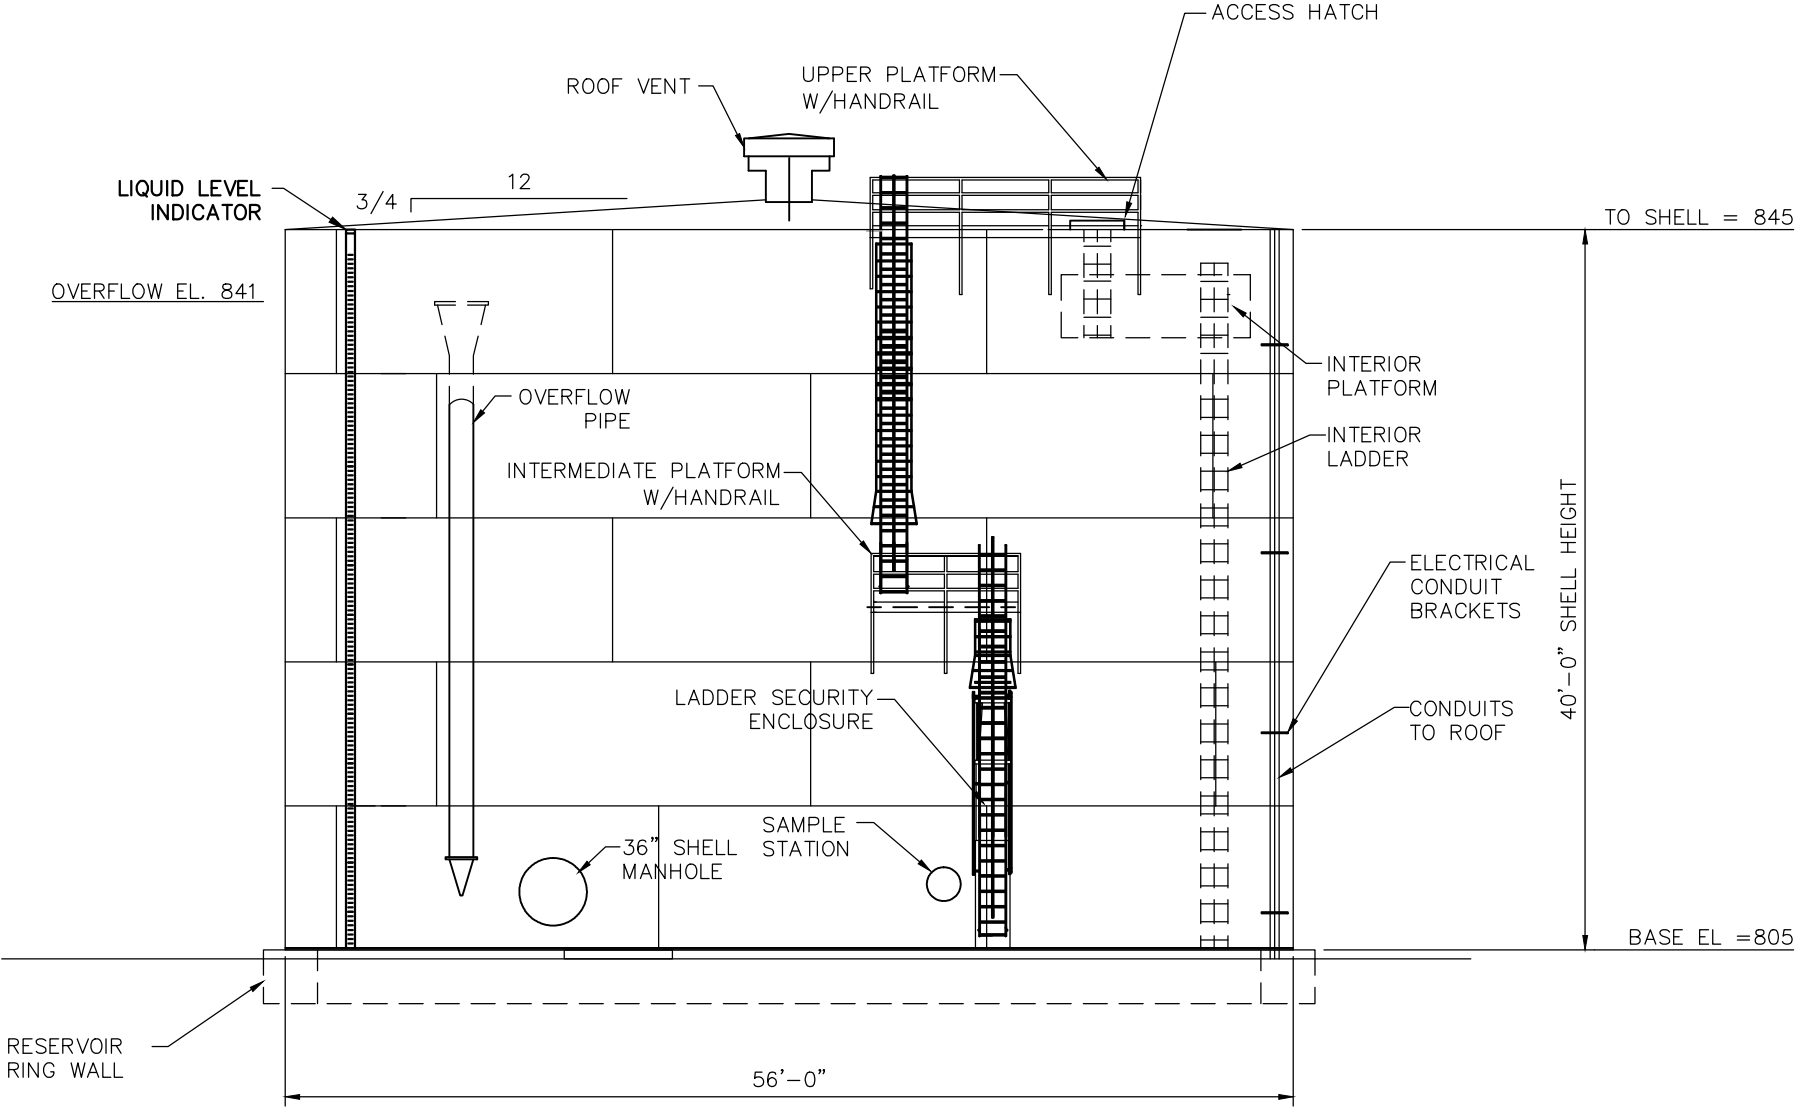 ACCESS HATCH
UPPER PLATFORM
W/HANDRAIL
ROOF VENT
LIQUID LEVEL
INDICATOR
3/4
12
TO SHELL = 845
OVERFLOW EL. 841
INTERIOR
PLATFORM
OVERFLOW
PIPE
INTERIOR
LADDER
INTERMEDIATE PLATFORM
W/HANDRAIL
40'-0" SHELL HEIGHT
ELECTRICAL
CONDUIT
BRACKETS
LADDER SECURITY
ENCLOSURE
CONDUITS
TO ROOF
36" SHELL
MANHOLE
SAMPLE
STATION
BASE EL =805
RESERVOIR
RING WALL
56'-0"